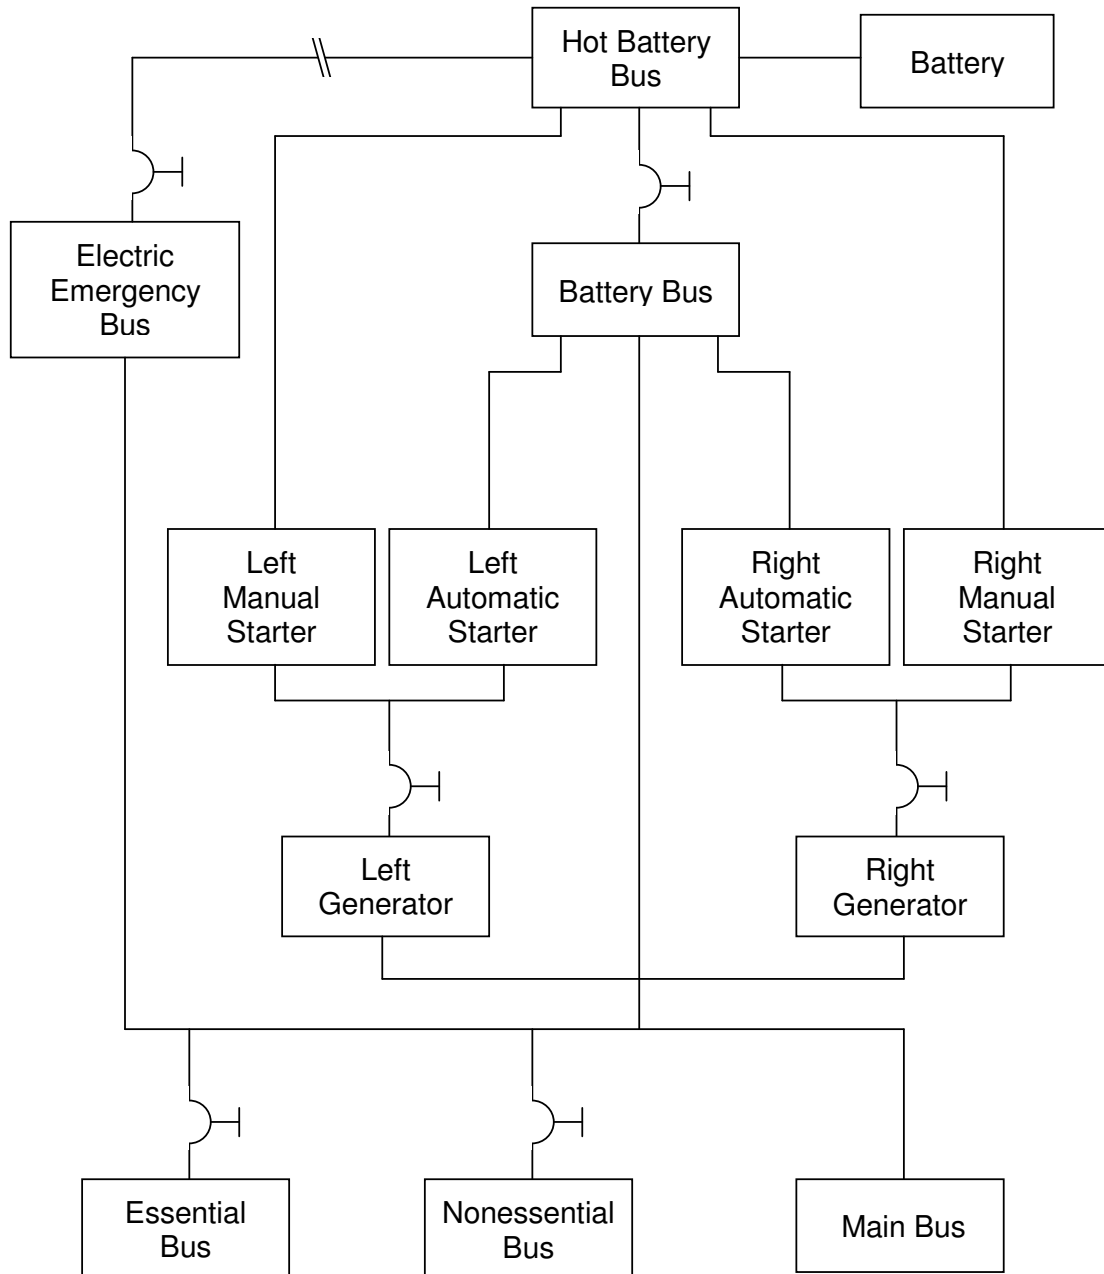 Hot Battery
Bus
Battery
Electric
Emergency
Bus
Battery Bus
Left
Manual
Starter
Left
Automatic
Starter
Right
Automatic
Starter
Right
Manual
Starter
Left
Generator
Right
Generator
Essential
Bus
Nonessential
Bus
Main Bus